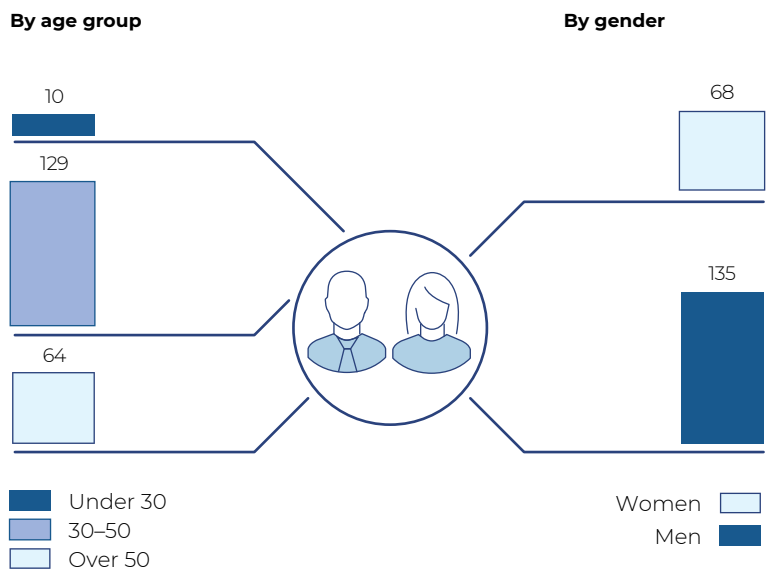 By age group
10
129
64
Under 30
30–50
Over 50
By gender
68
135
Women
Men